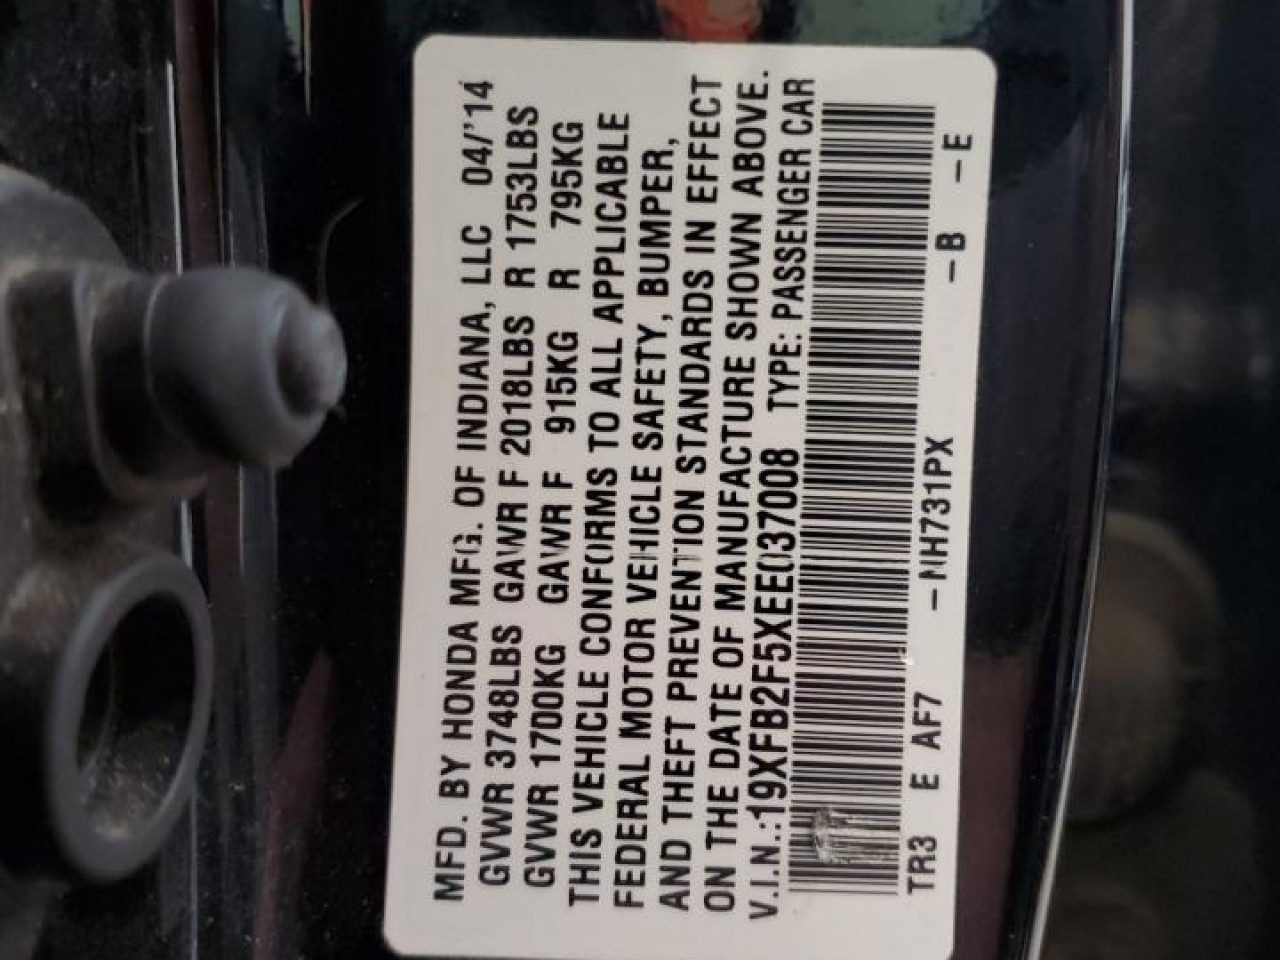 MFD. BY HONDA MFG. OF INDIANA, LLC 04/'14
GVWR 3748LBS GAWR F 2018LBS R 1753LBS
GVWR 1700KG GAWR F 915KG R 795KG
THIS VEHICLE CONFORMS TO ALL APPLICABLE
FEDERAL MOTOR VEHICLE SAFETY, BUMPER,
AND THEFT PREVENTION STANDARDS IN EFFECT
ON THE DATE OF MANUFACTURE SHOWN ABOVE.
V.I.N.:19XFB2F5XEE037008 TYPE: PASSENGER CAR
TR3 E AF7 -NH731PX -B -E